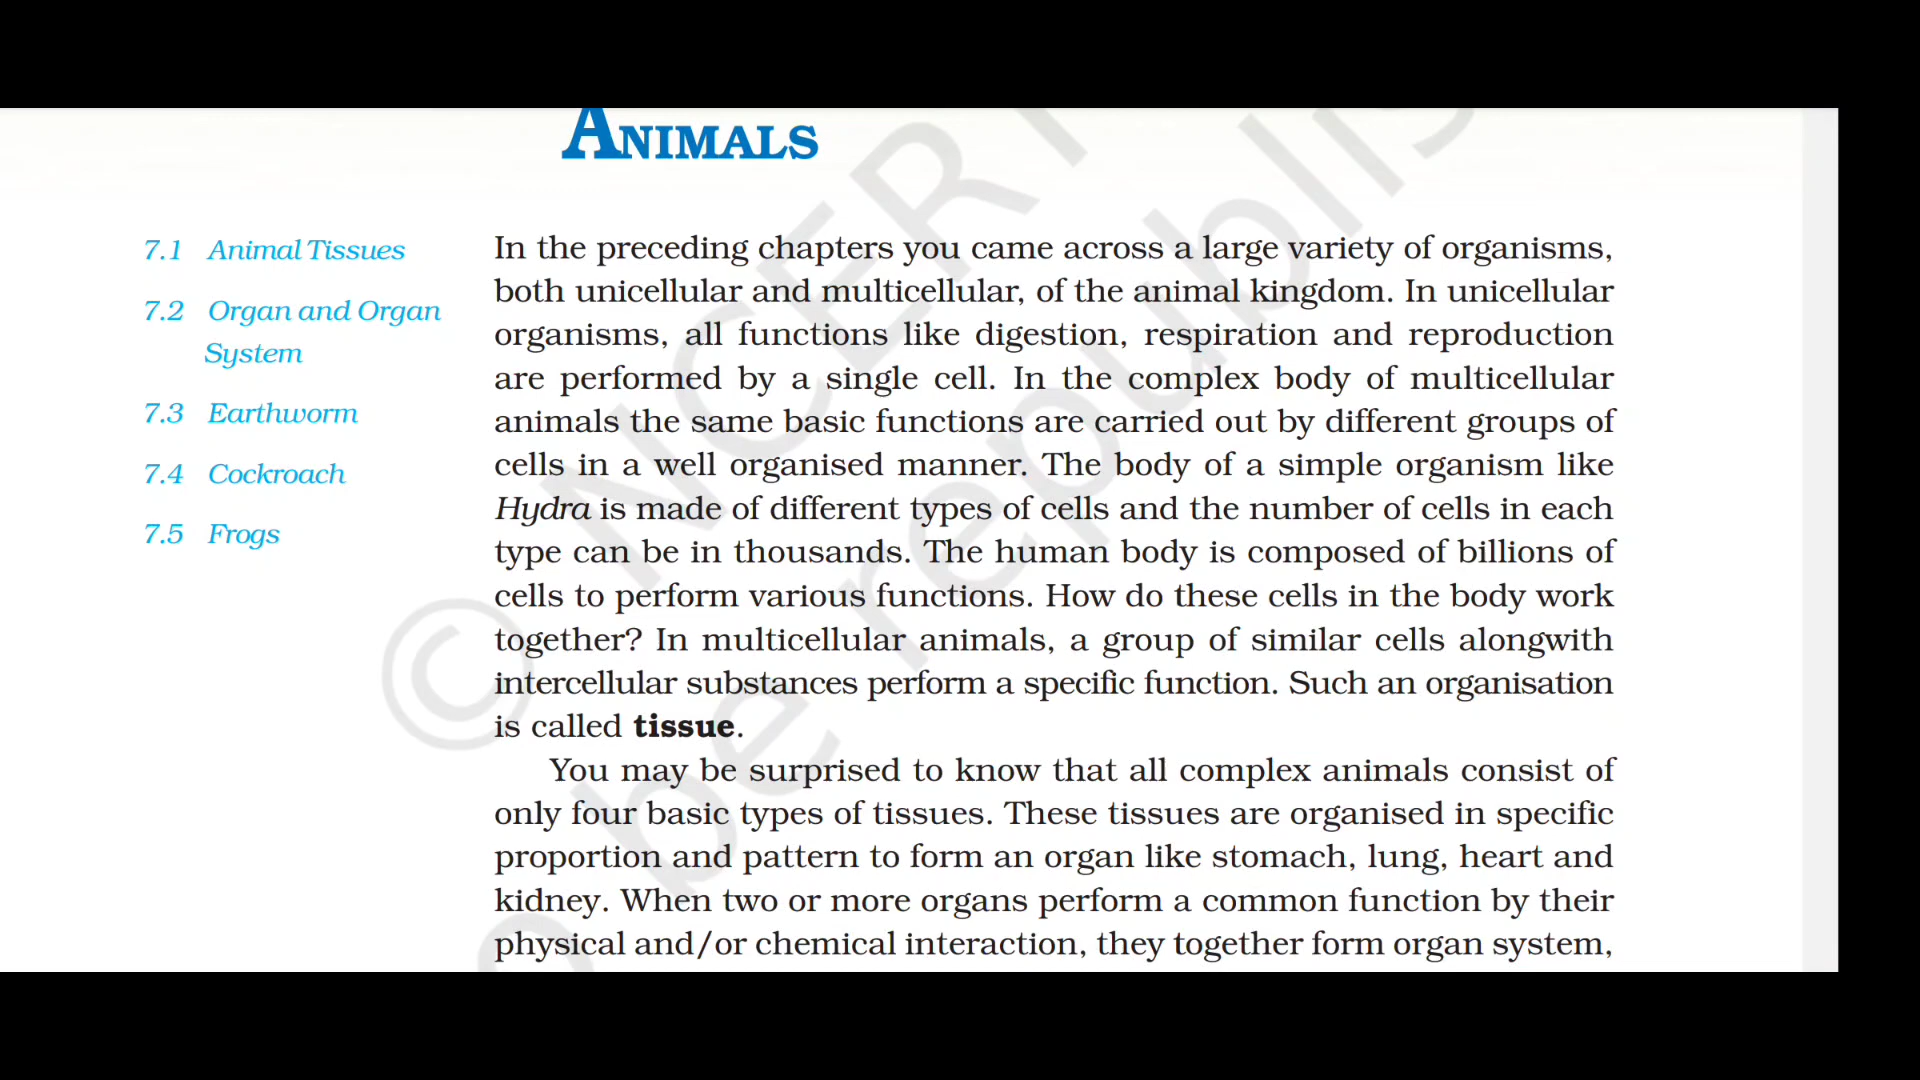 ANIMALS
7.1 Animal Tissues
7.2 Organ and Organ
System
7.3 Earthworm
7.4 Cockroach
7.5 Frogs
In the preceding chapters you came across a large variety of organisms,
both unicellular and multicellular, of the animal kingdom. In unicellular
organisms, all functions like digestion, respiration and reproduction
are performed by a single cell. In the complex body of multicellular
animals the same basic functions are carried out by different groups of
cells in a well organised manner. The body of a simple organism like
Hydra is made of different types of cells and the number of cells in each
type can be in thousands. The human body is composed of billions of
cells to perform various functions. How do these cells in the body work
together? In multicellular animals, a group of similar cells alongwith
intercellular substances perform a specific function. Such an organisation
is called tissue.
You may be surprised to know that all complex animals consist of
only four basic types of tissues. These tissues are organised in specific
proportion and pattern to form an organ like stomach, lung, heart and
kidney. When two or more organs perform a common function by their
physical and/or chemical interaction, they together form organ system,
© NCERT
be republis